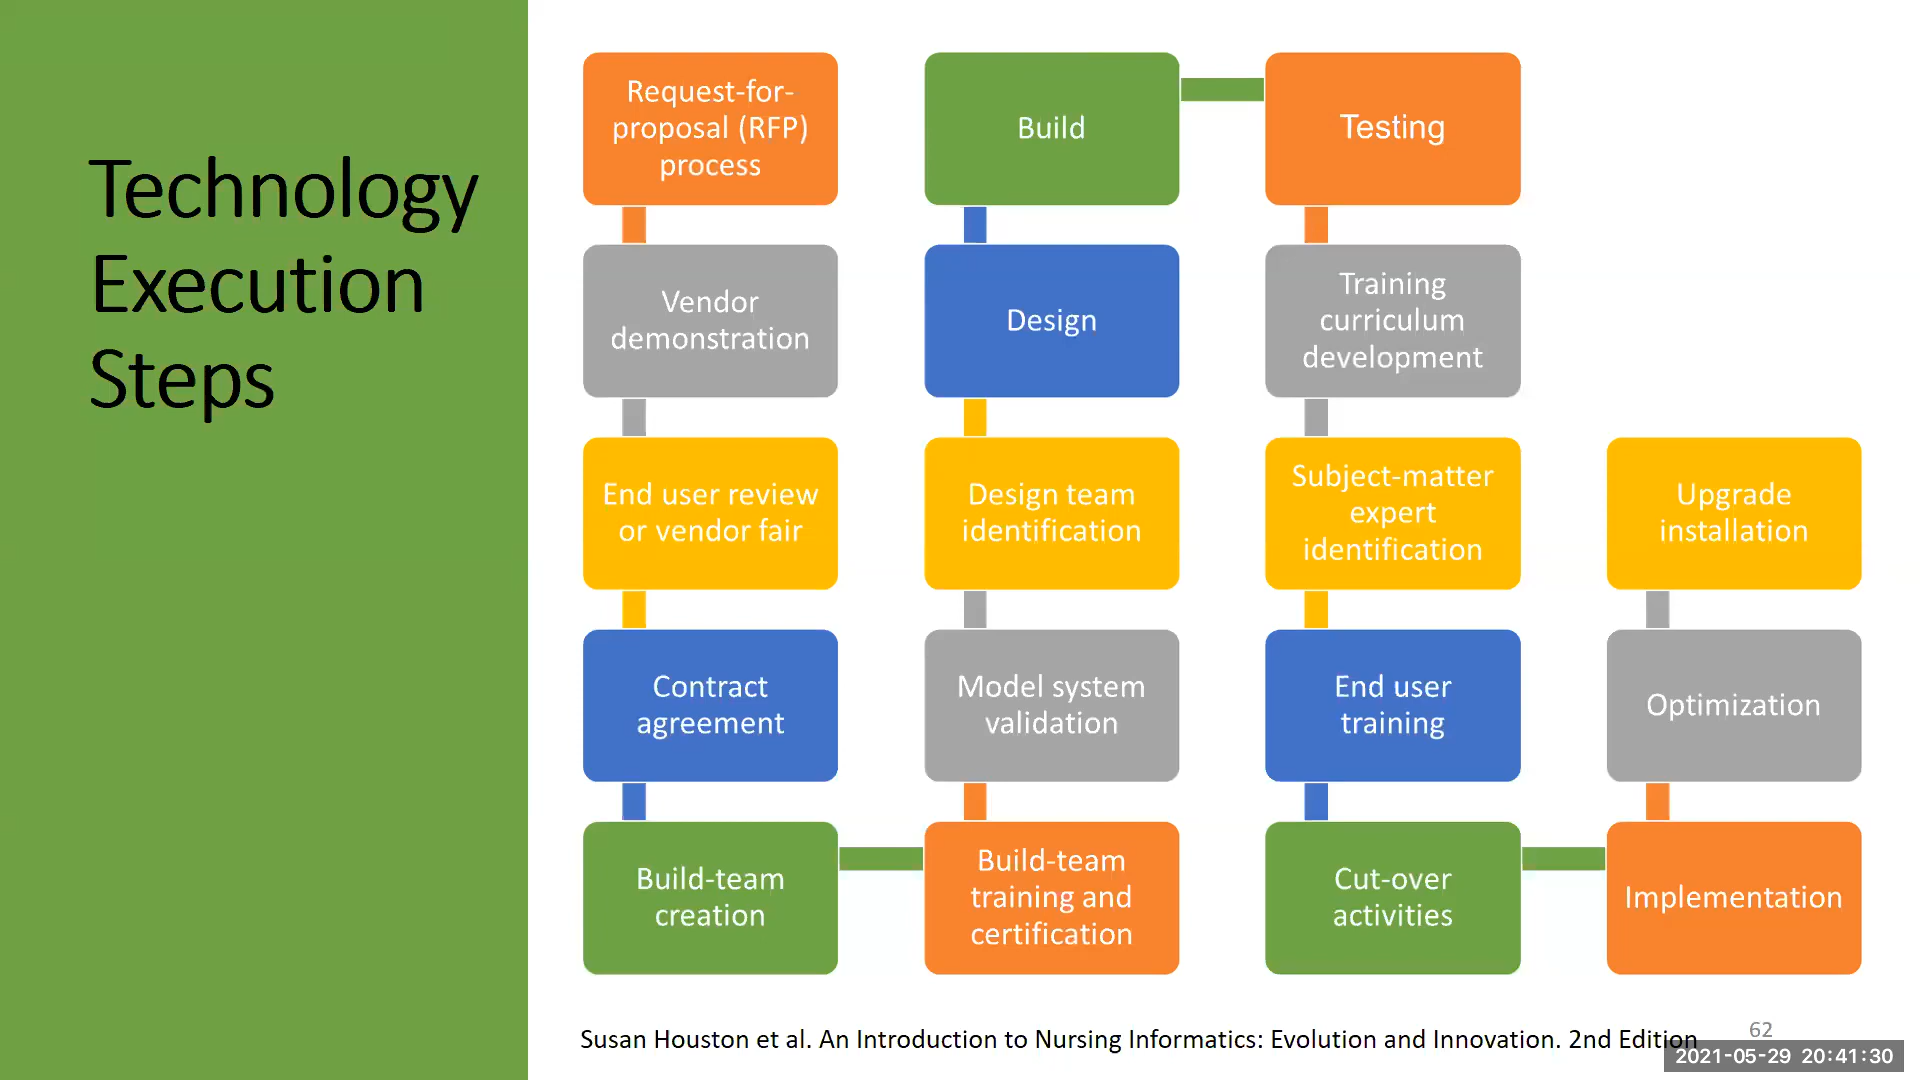 Technology
Execution
Steps
Request-for-
proposal (RFP)
process
Vendor
demonstration
End user review
or vendor fair
Contract
agreement
Build-team
creation
Build-team
training and
certification
Model system
validation
Design team
identification
Design
Build
Testing
Training
curriculum
development
Subject-matter
expert
identification
End user
training
Cut-over
activities
Implementation
Optimization
Upgrade
installation
Susan Houston et al. An Introduction to Nursing Informatics: Evolution and Innovation. 2nd Edition
62
2021-05-29 20:41:30